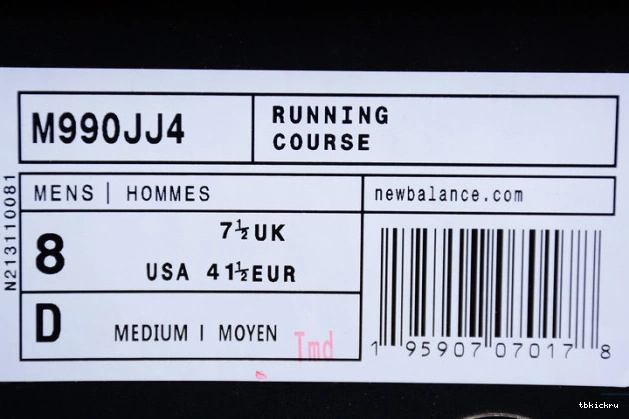 M990JJ4
RUNNING
COURSE
MENS | HOMMES
newbalance.com
N213110081
8
7½UK
USA 41½EUR
D
MEDIUM | MOYEN
Tmd
1 95907 07017 8
tbkickru